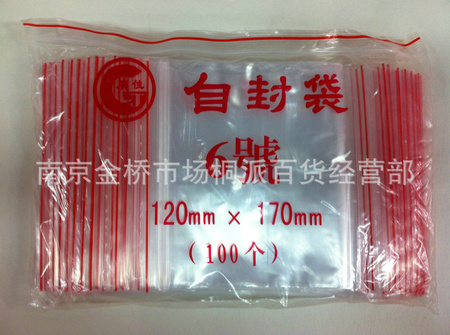 自封袋
6號
南京金桥市场桐派百货经营部
120mm × 170mm
(100个)